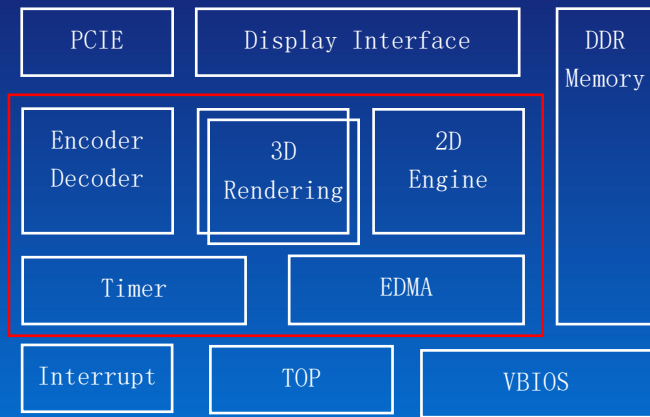 PCIE
Display Interface
DDR
Memory
Encoder
Decoder
3D
Rendering
2D
Engine
Timer
EDMA
Interrupt
TOP
VBIOS